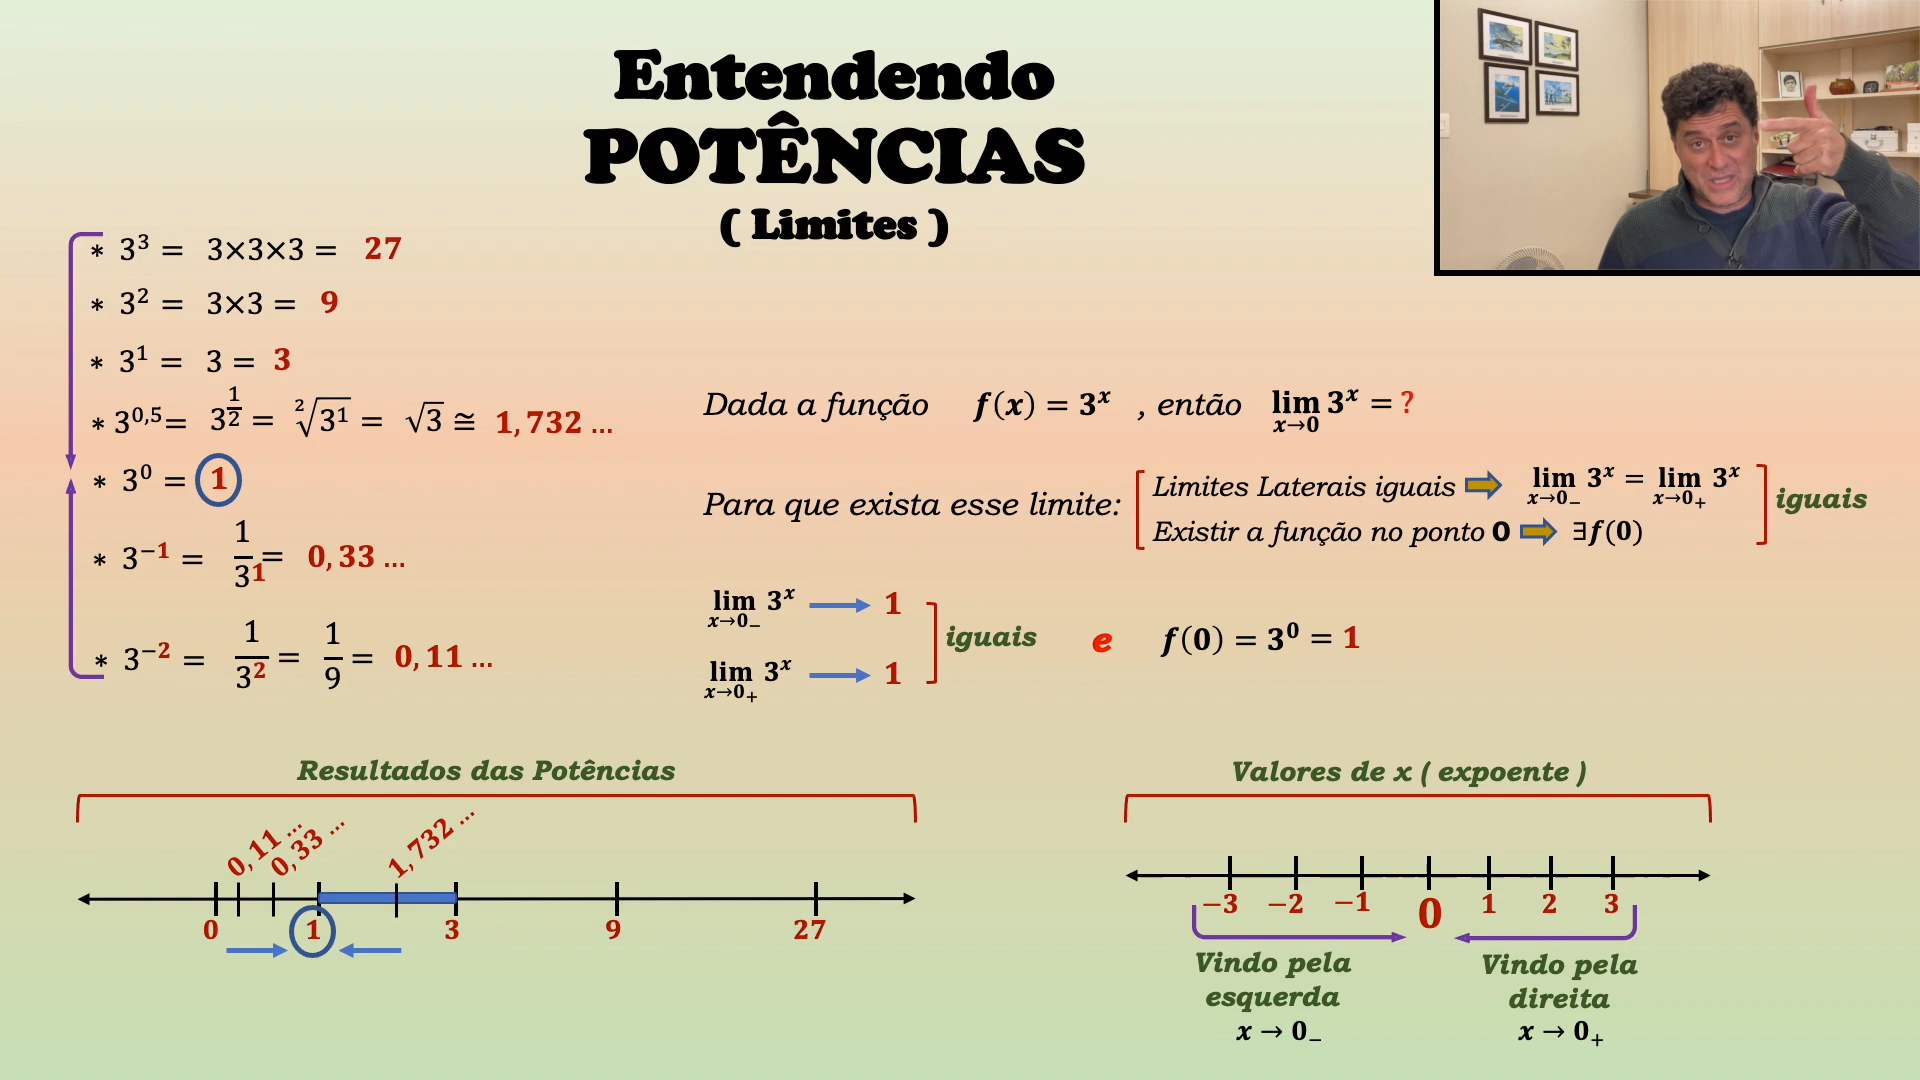 Entendendo
POTÊNCIAS
( Limites )
* 3³ = 3×3×3 = 27
* 3² = 3×3 = 9
* 3¹ = 3 = 3
* 3^{0,5} = 3^{1/2} = ²√3¹ = √3 ≅ 1,732 ...
* 3⁰ = 1
* 3⁻¹ = 1/3¹ = 0,33 ...
* 3⁻² = 1/3² = 1/9 = 0,11 ...
Dada a função f(x) = 3ˣ , então lim x→0 3ˣ = ?
Para que exista esse limite:
Limites Laterais iguais lim x→0₋ 3ˣ = lim x→0₊ 3ˣ
Existir a função no ponto 0 ∃f(0)
iguais
lim x→0₋ 3ˣ 1
lim x→0₊ 3ˣ 1
iguais e f(0) = 3⁰ = 1
Resultados das Potências
0,11 ... 0,33 ... 1,732 ...
0 1 3 9 27
Valores de x ( expoente )
−3 −2 −1 0 1 2 3
Vindo pela
esquerda
x → 0₋
Vindo pela
direita
x → 0₊